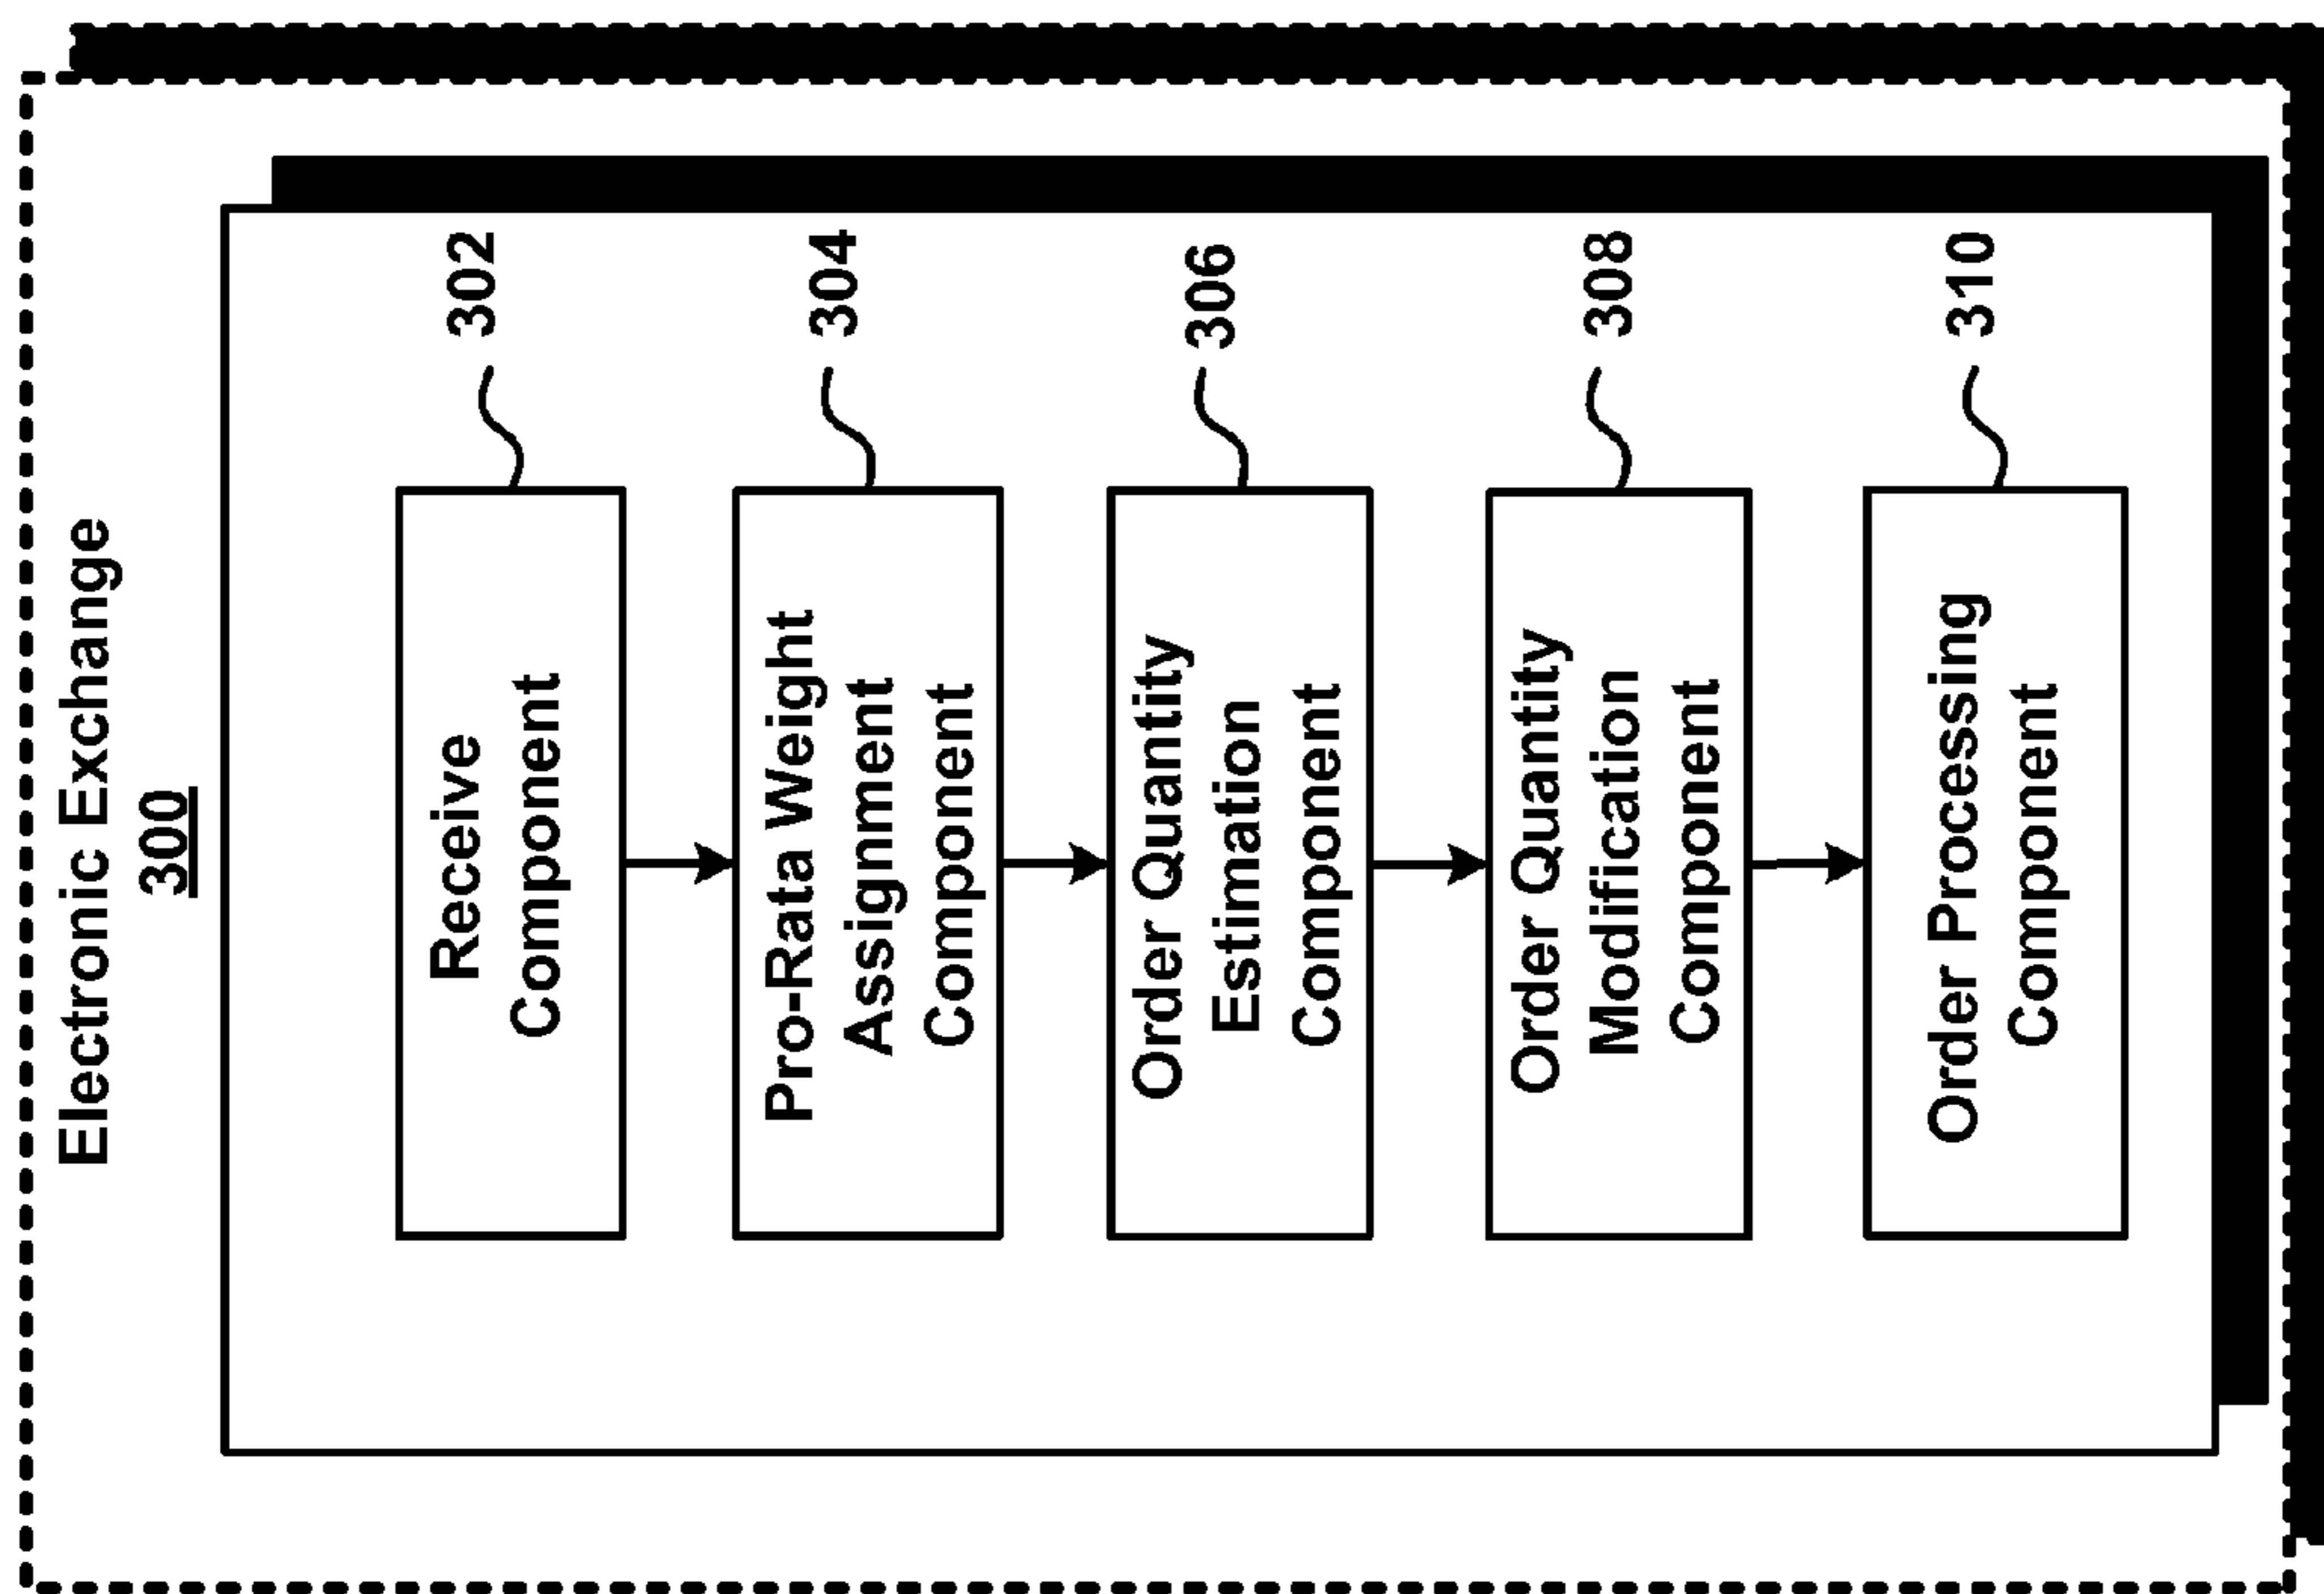 Electronic Exchange
300
Receive
Component
302
Pro-Rata Weight
Assignment
Component
304
Order Quantity
Estimation
Component
306
Order Quantity
Modification
Component
308
Order Processing
Component
310